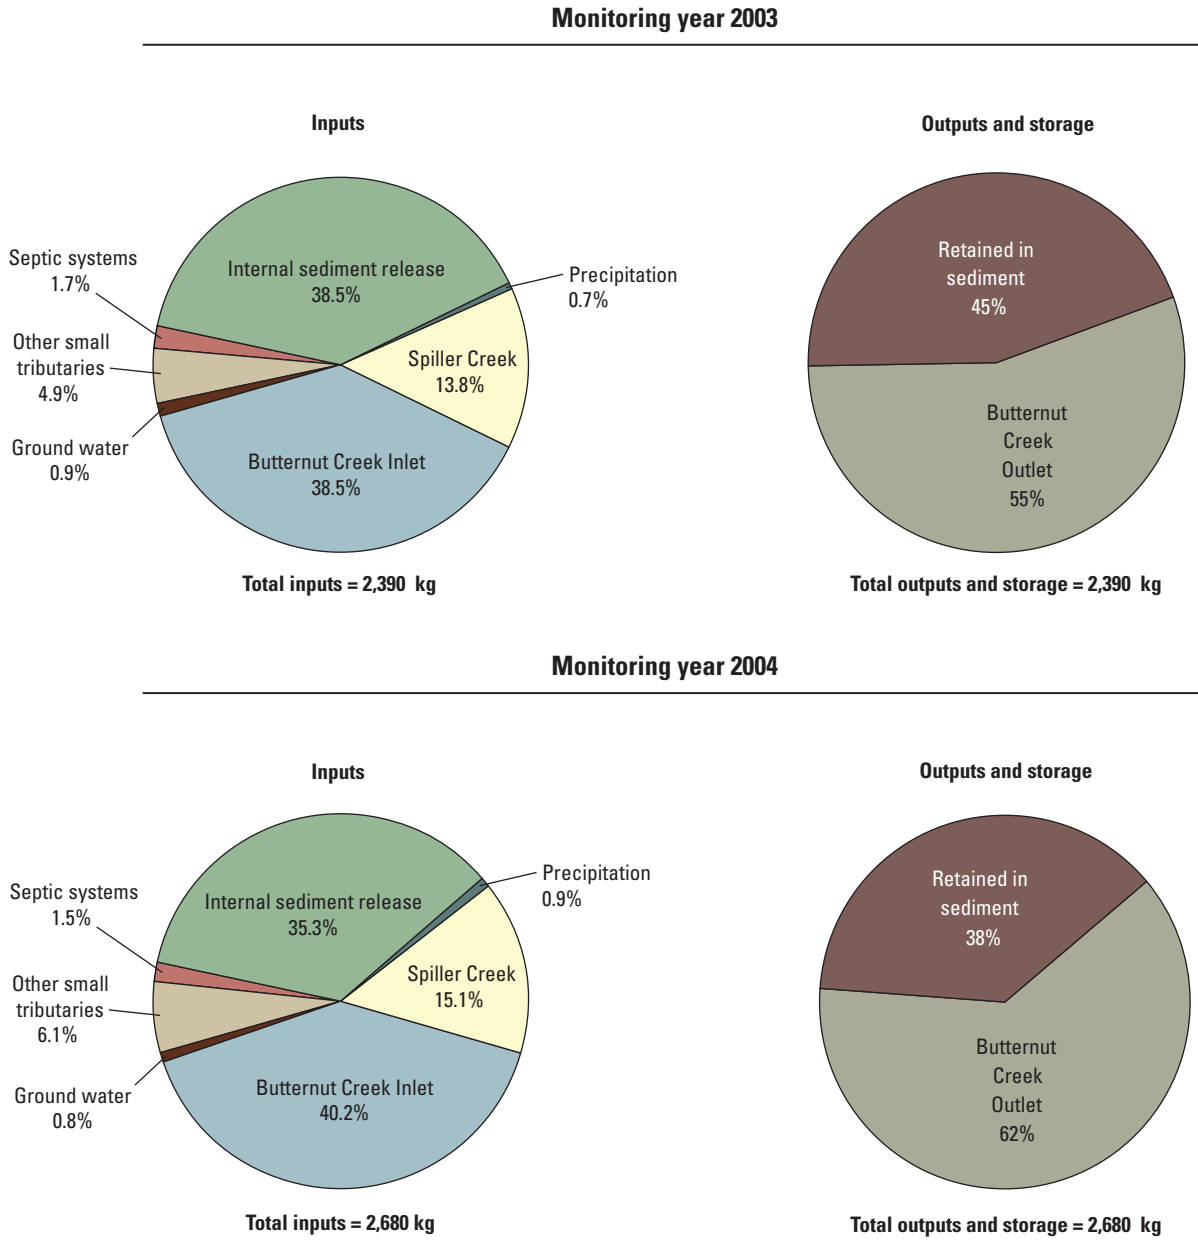 Monitoring year 2003
Inputs
Outputs and storage
Septic systems
1.7%
Internal sediment release
38.5%
Precipitation
0.7%
Other small
tributaries
4.9%
Spiller Creek
13.8%
Ground water
0.9%
Butternut Creek Inlet
38.5%
Retained in
sediment
45%
Butternut
Creek
Outlet
55%
Total inputs = 2,390 kg
Total outputs and storage = 2,390 kg
Monitoring year 2004
Inputs
Outputs and storage
Septic systems
1.5%
Internal sediment release
35.3%
Precipitation
0.9%
Other small
tributaries
6.1%
Spiller Creek
15.1%
Ground water
0.8%
Butternut Creek Inlet
40.2%
Retained in
sediment
38%
Butternut
Creek
Outlet
62%
Total inputs = 2,680 kg
Total outputs and storage = 2,680 kg